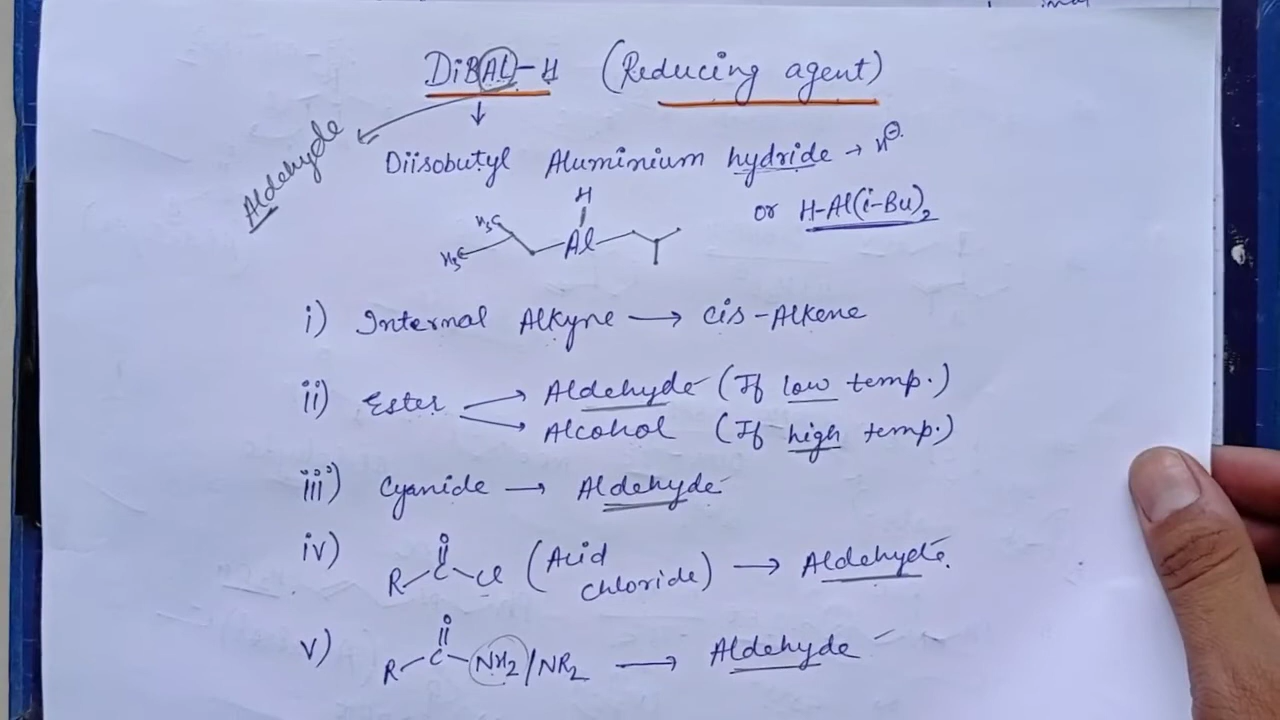 DiBAL-H (Reducing agent)
Aldehyde
Diisobutyl Aluminium hydride → H⊖
or H-Al(i-Bu)₂
H
H₃C
H₃C Al
i) Internal Alkyne → cis-Alkene
ii) Ester → Aldehyde (If low temp.)
→ Alcohol (If high temp.)
iii) Cyanide → Aldehyde
iv) R-C-Cl (Acid chloride) → Aldehyde
v) R-C-NH₂/NR₂ → Aldehyde